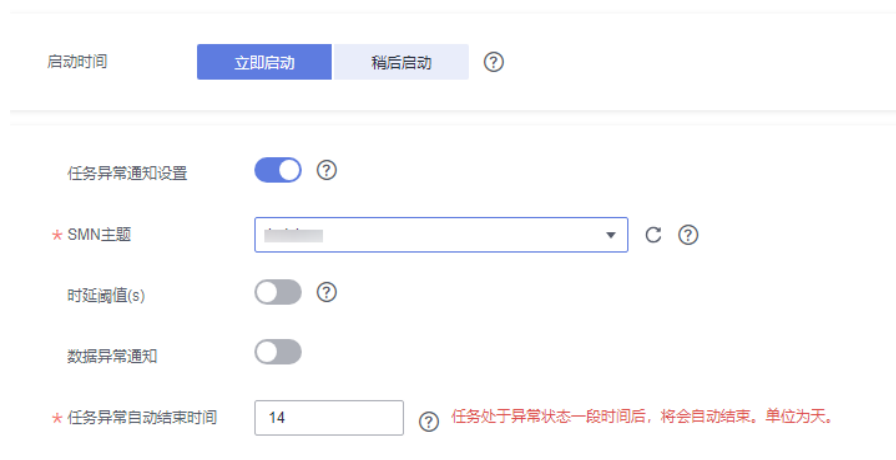 启动时间 立即启动 稍后启动 ?
任务异常通知设置 ?
* SMN主题 ?
时延阈值(s) ?
数据异常通知
* 任务异常自动结束时间 14 ? 任务处于异常状态一段时间后，将会自动结束。单位为天。